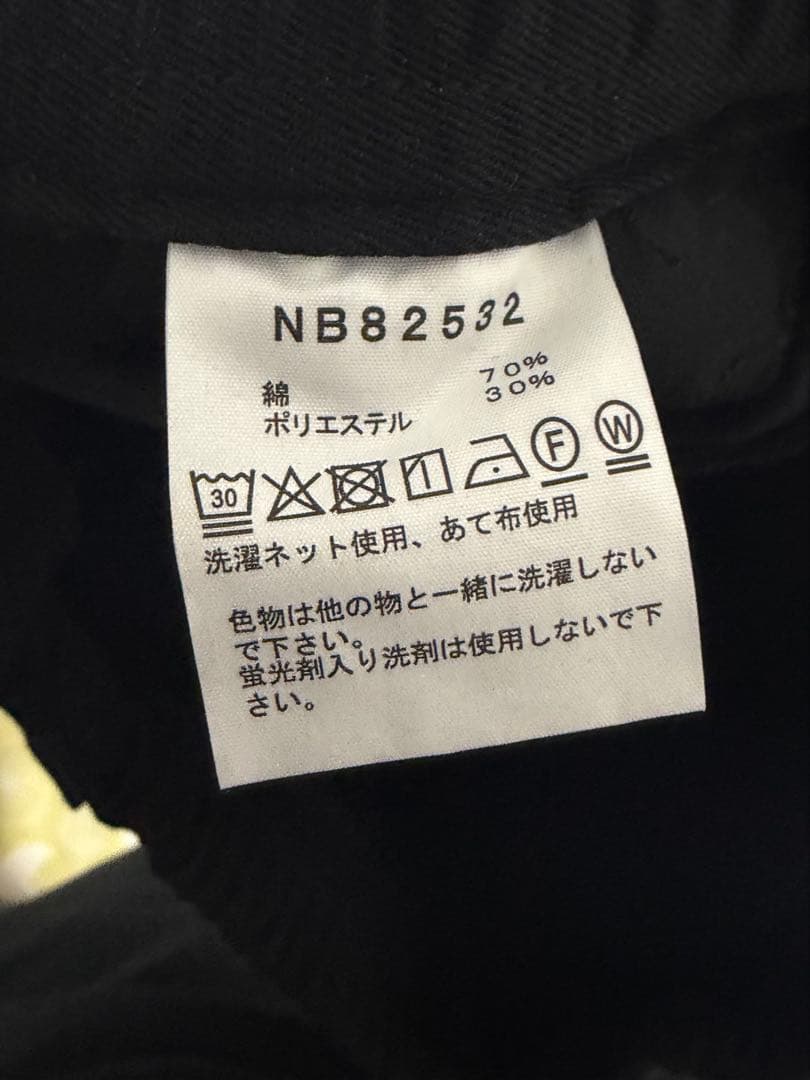 NB82532
綿 70%
ポリエステル 30%
30 F W
洗濯ネット使用、あて布使用
色物は他の物と一緒に洗濯しない
で下さい。
蛍光剤入り洗剤は使用しないで下
さい。